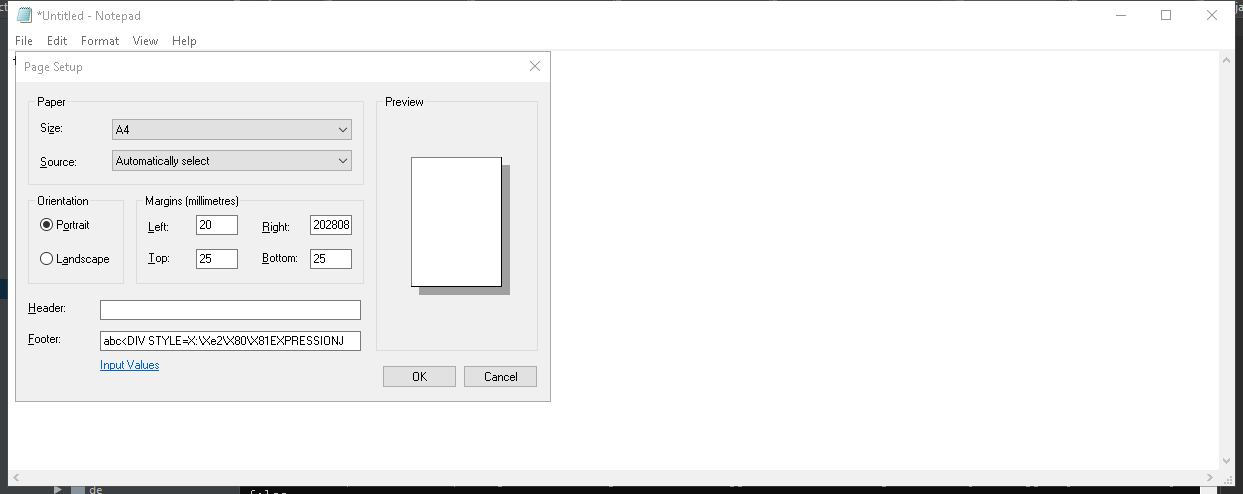 *Untitled - Notepad
File Edit Format View Help
Page Setup
Paper
Size: A4
Source: Automatically select
Preview
Orientation
Portrait
Landscape
Margins (millimetres)
Left: 20 Right: 202808
Top: 25 Bottom: 25
Header:
Footer: abc<DIV STYLE=X:\Xe2\X80\X81EXPRESSIONJ
Input Values
OK Cancel
de